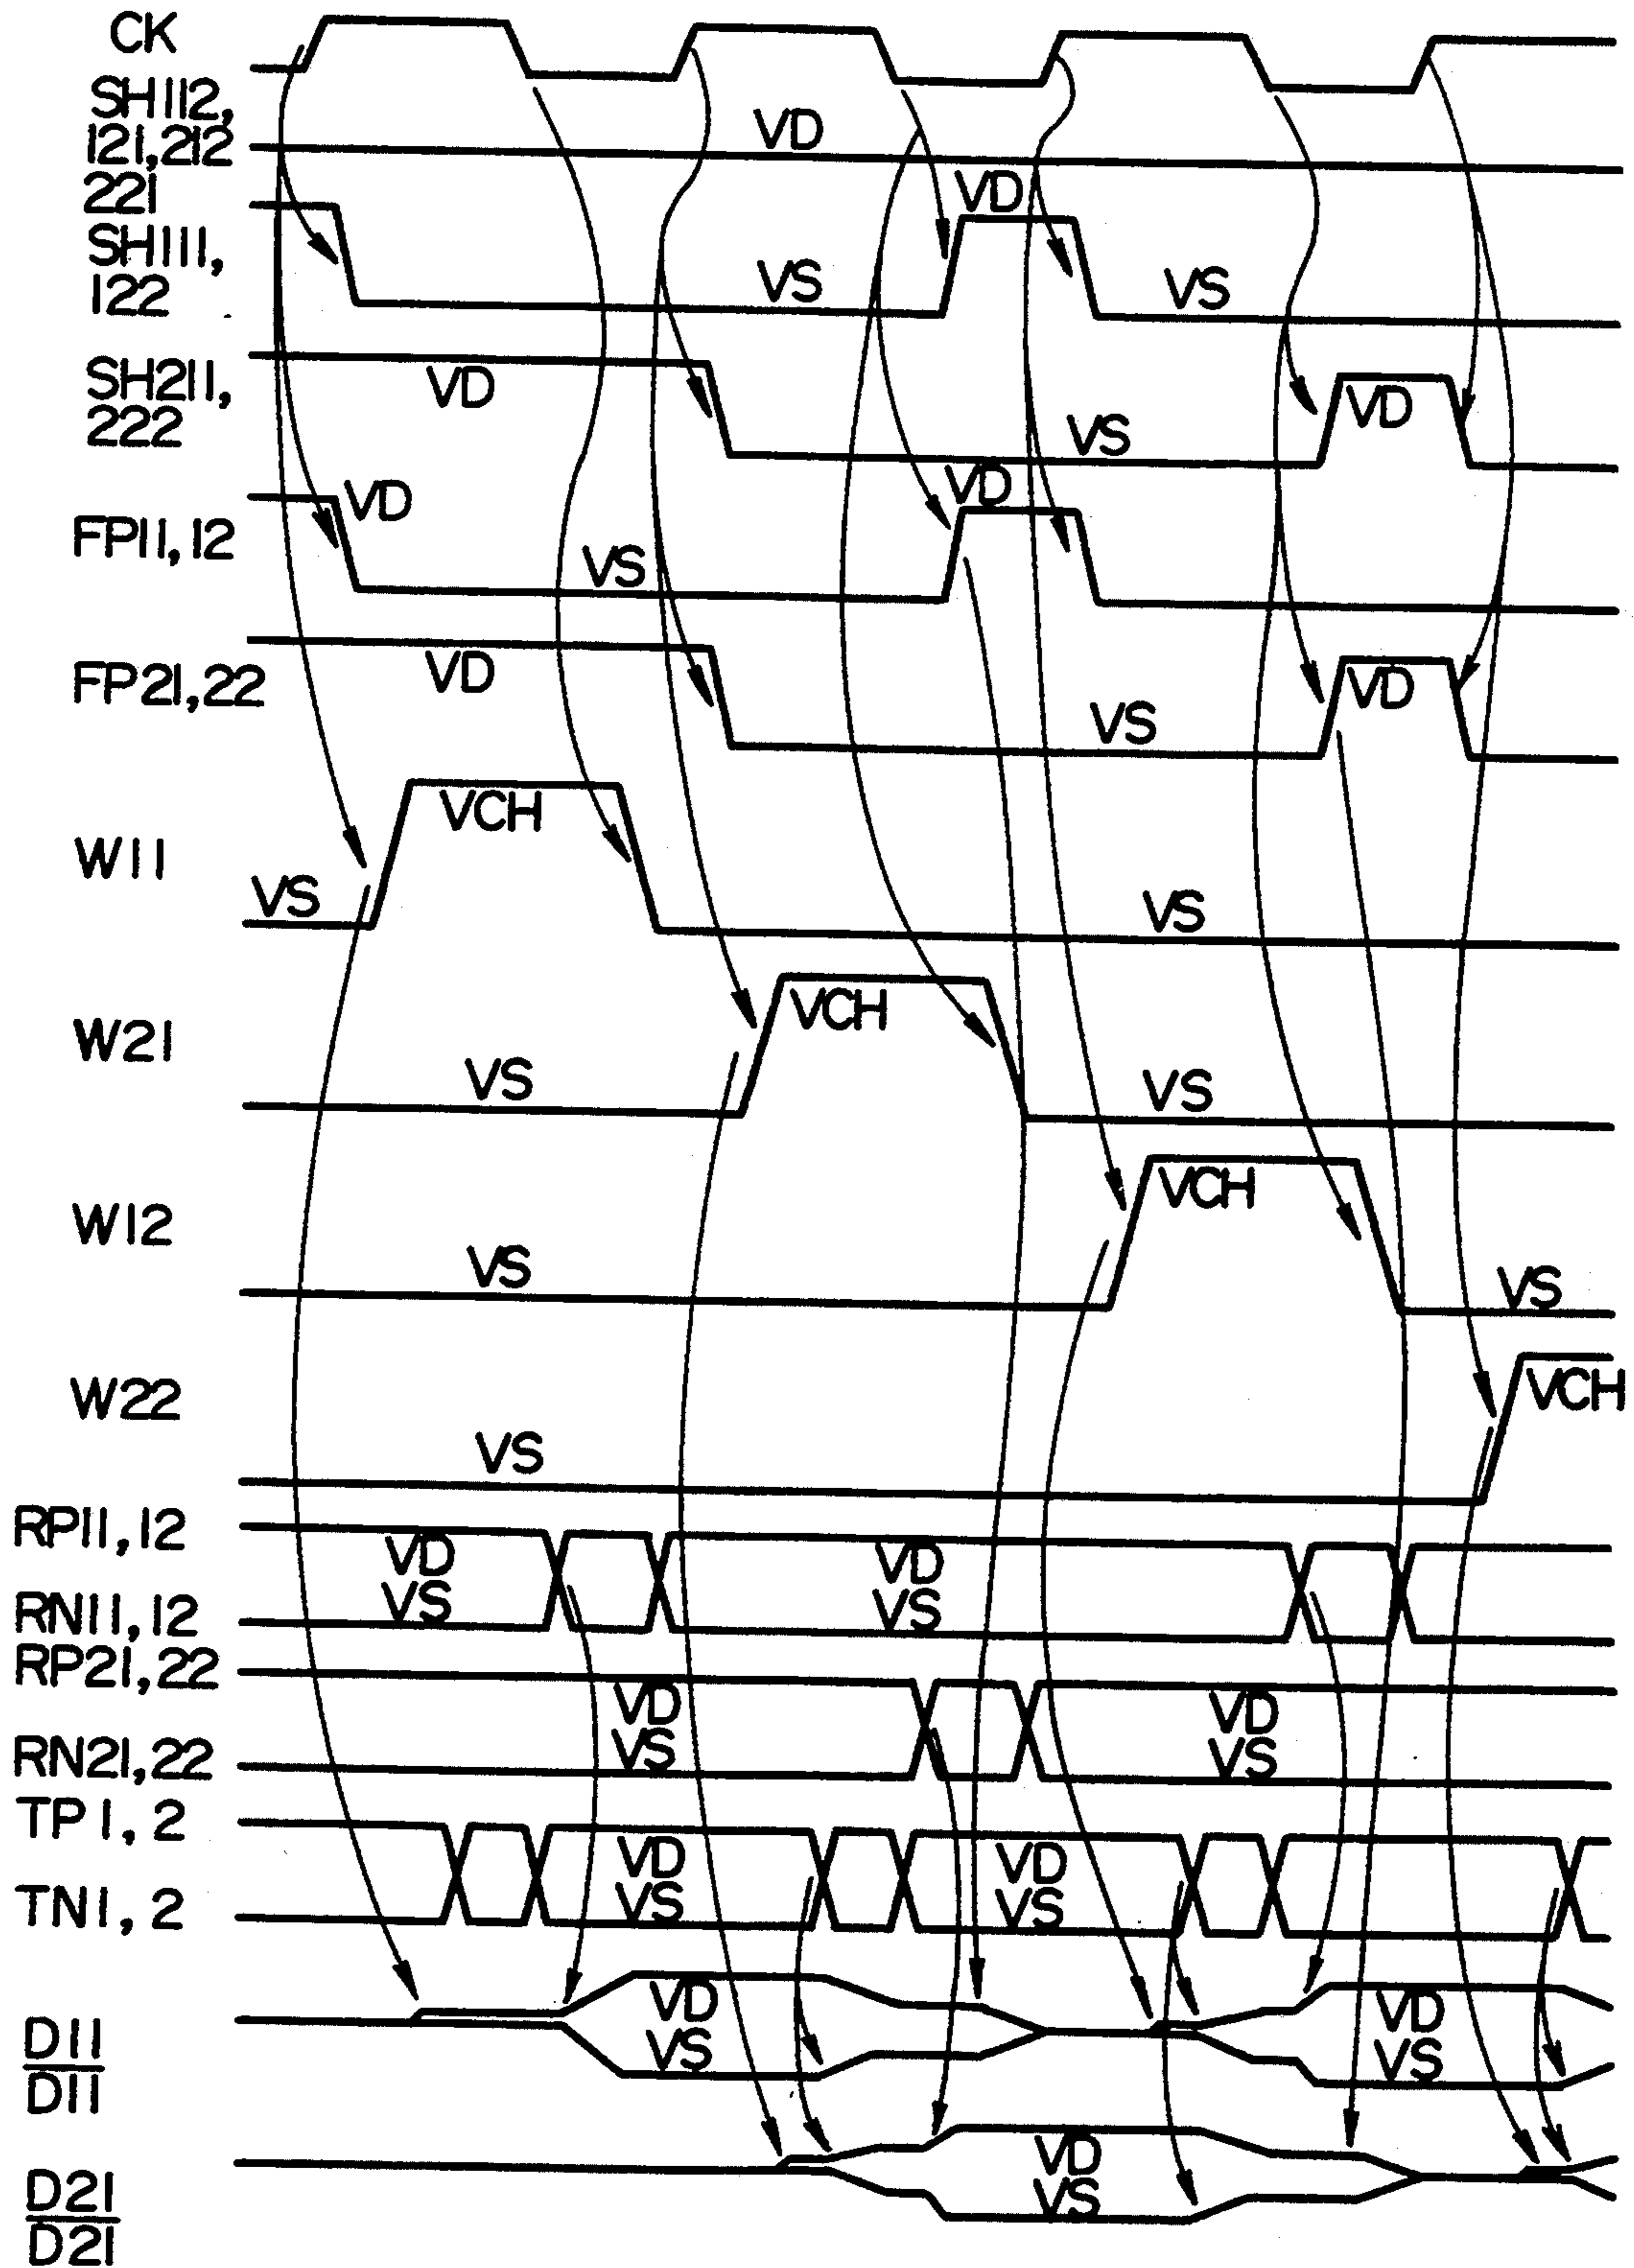 CK
SH112,
121,212
221
VD
SH111,
122
VD
VS
VS
SH211,
222
VD
VS
VD
FP11,12
VD
VS
VD
FP21,22
VD
VS
VD
W11
VS
VCH
VS
W21
VS
VCH
VS
W12
VS
VCH
VS
W22
VS
VCH
RP11,12
VD
VD
VS
VS
RN11,12
RP21,22
VD
VD
VS
VS
RN21,22
TP1,2
VD
VD
VS
VS
TN1,2
D11
D11
VD
VD
VS
VS
D21
D21
VD
VS